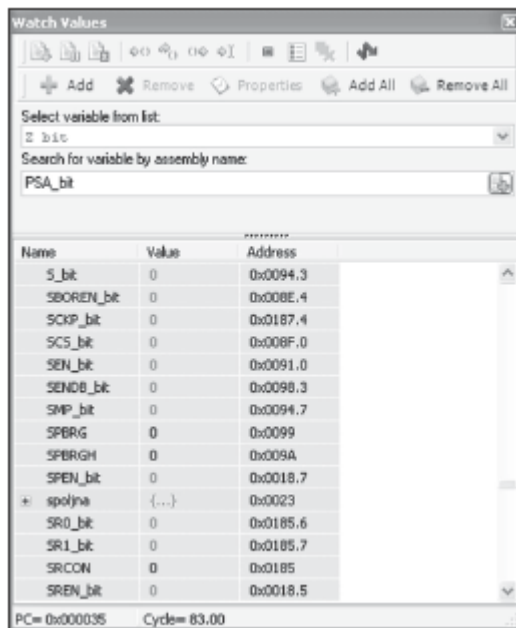 Watch Values
Add Remove Properties Add All Remove All
Select variable from list:
Z bit
Search for variable by assembly name:
PSA_bit
Name Value Address
S_bit 0 0x0094.3
SBOREN_bit 0 0x008E.4
SCKP_bit 0 0x0187.4
SCS_bit 0 0x008F.0
SEN_bit 0 0x0091.0
SENDB_bit 0 0x0098.3
SMP_bit 0 0x0094.7
SPBRG 0 0x0099
SPBRGH 0 0x009A
SPEN_bit 0 0x0018.7
spoljna {...} 0x0023
SR0_bit 0 0x0185.6
SR1_bit 0 0x0185.7
SRCON 0 0x0185
SREN_bit 0 0x0018.5
PC= 0x000035 Cycle= 83.00